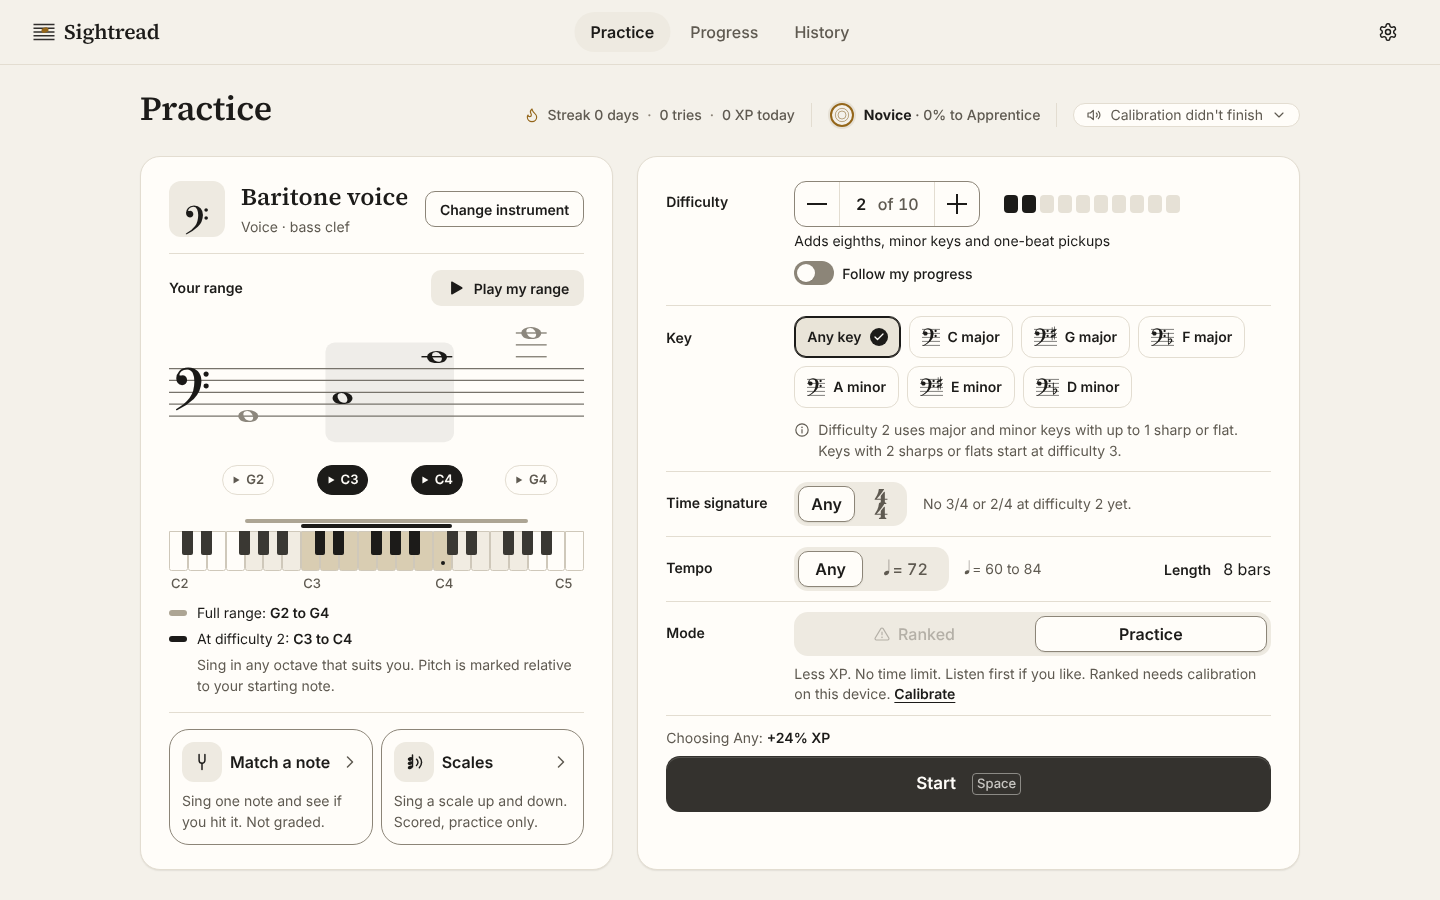 Sightread
Practice
Progress
History
Practice
Streak 0 days · 0 tries · 0 XP today
Novice · 0% to Apprentice
Calibration didn't finish
Baritone voice
Voice · bass clef
Change instrument
Your range
Play my range
G2
C3
C4
G4
C2
C3
C4
C5
Full range: G2 to G4
At difficulty 2: C3 to C4
Sing in any octave that suits you. Pitch is marked relative
to your starting note.
Match a note
Sing one note and see if
you hit it. Not graded.
Scales
Sing a scale up and down.
Scored, practice only.
Difficulty
2 of 10
Adds eighths, minor keys and one-beat pickups
Follow my progress
Key
Any key
C major
G major
F major
A minor
E minor
D minor
Difficulty 2 uses major and minor keys with up to 1 sharp or flat.
Keys with 2 sharps or flats start at difficulty 3.
Time signature
Any
4
4
No 3/4 or 2/4 at difficulty 2 yet.
Tempo
Any
♩= 72
♩= 60 to 84
Length 8 bars
Mode
Ranked
Practice
Less XP. No time limit. Listen first if you like. Ranked needs calibration
on this device. Calibrate
Choosing Any: +24% XP
Start Space